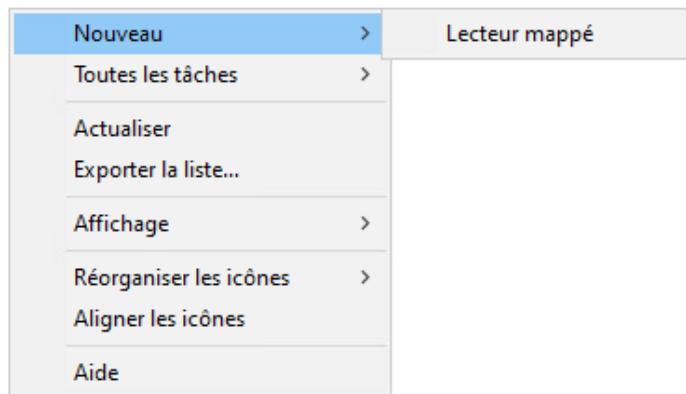 Nouveau
Lecteur mappé
Toutes les tâches
Actualiser
Exporter la liste...
Affichage
Réorganiser les icônes
Aligner les icônes
Aide